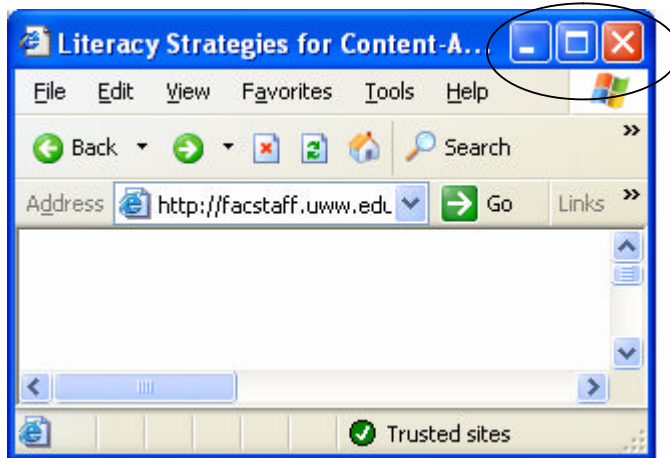 Literacy Strategies for Content-A...
File Edit View Favorites Tools Help
Back Search »
Address http://facstaff.uww.edu Go Links »
Trusted sites